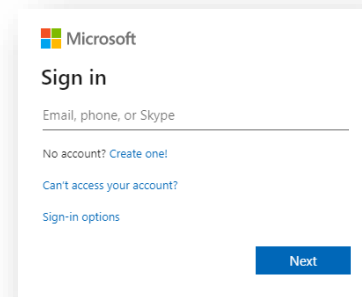 Microsoft
Sign in
Email, phone, or Skype
No account? Create one!
Can't access your account?
Sign-in options
Next